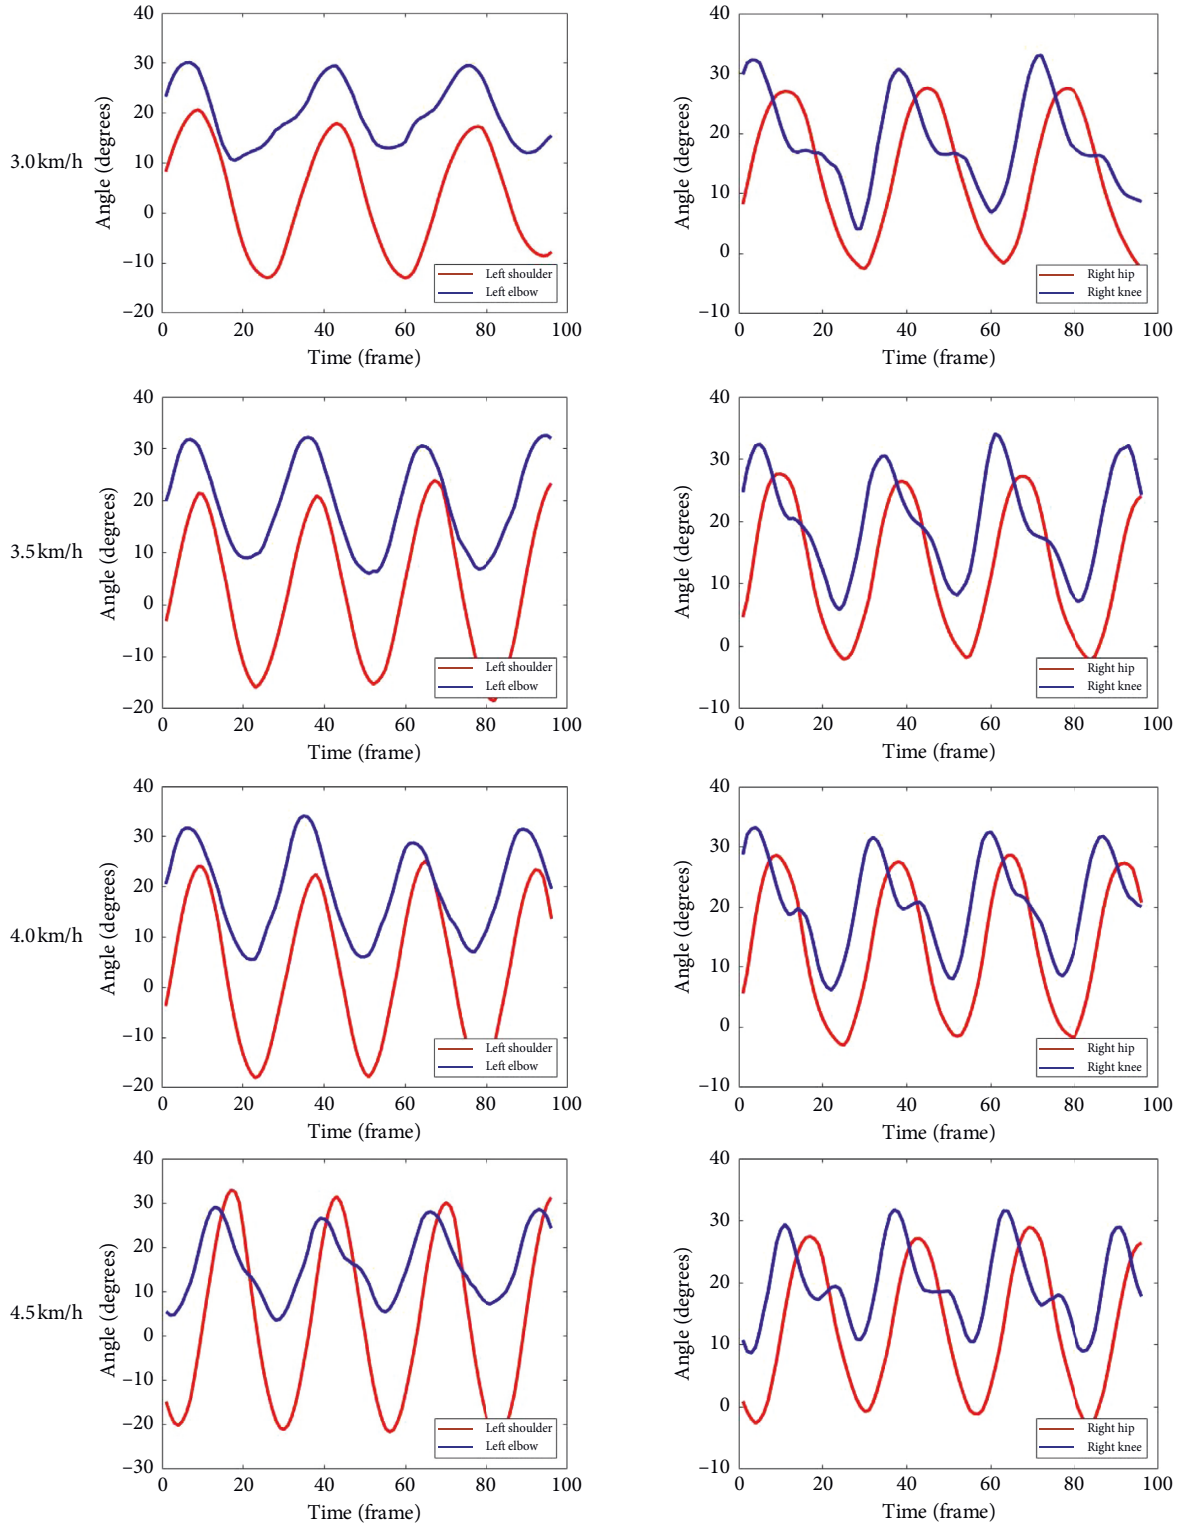 3.0 km/h
Angle (degrees)
40
30
20
10
0
–10
–20
0 20 40 60 80 100
Time (frame)
Left shoulder
Left elbow
Angle (degrees)
40
30
20
10
0
–10
0 20 40 60 80 100
Time (frame)
Right hip
Right knee
3.5 km/h
Angle (degrees)
40
30
20
10
0
–10
–20
0 20 40 60 80 100
Time (frame)
Left shoulder
Left elbow
Angle (degrees)
40
30
20
10
0
–10
0 20 40 60 80 100
Time (frame)
Right hip
Right knee
4.0 km/h
Angle (degrees)
40
30
20
10
0
–10
–20
0 20 40 60 80 100
Time (frame)
Left shoulder
Left elbow
Angle (degrees)
40
30
20
10
0
–10
0 20 40 60 80 100
Time (frame)
Right hip
Right knee
4.5 km/h
Angle (degrees)
40
30
20
10
0
–10
–20
–30
0 20 40 60 80 100
Time (frame)
Left shoulder
Left elbow
Angle (degrees)
40
30
20
10
0
–10
0 20 40 60 80 100
Time (frame)
Right hip
Right knee